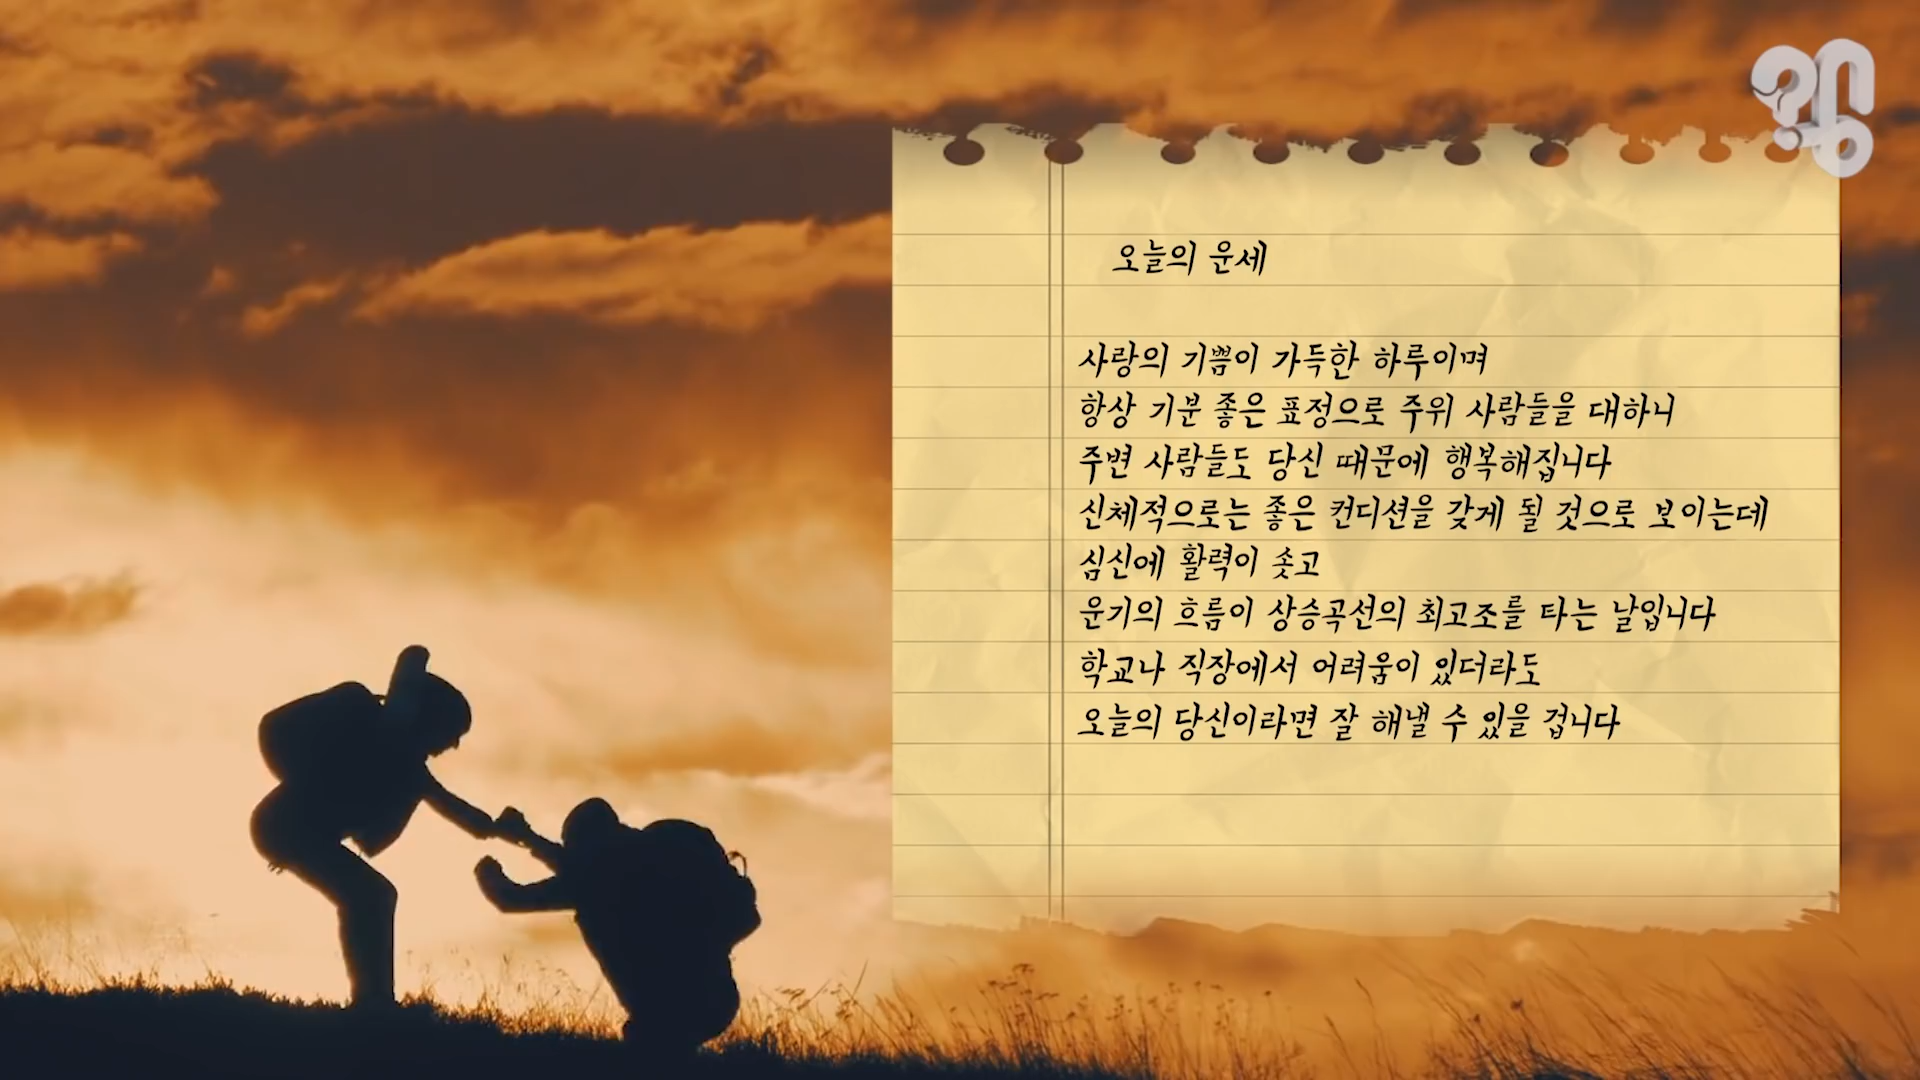 오늘의 운세
사랑의 기쁨이 가득한 하루이며
항상 기분 좋은 표정으로 주위 사람들을 대하니
주변 사람들도 당신 때문에 행복해집니다
신체적으로는 좋은 컨디션을 갖게 될 것으로 보이는데
심신에 활력이 솟고
운기의 흐름이 상승곡선의 최고조를 타는 날입니다
학교나 직장에서 어려움이 있더라도
오늘의 당신이라면 잘 해낼 수 있을 겁니다